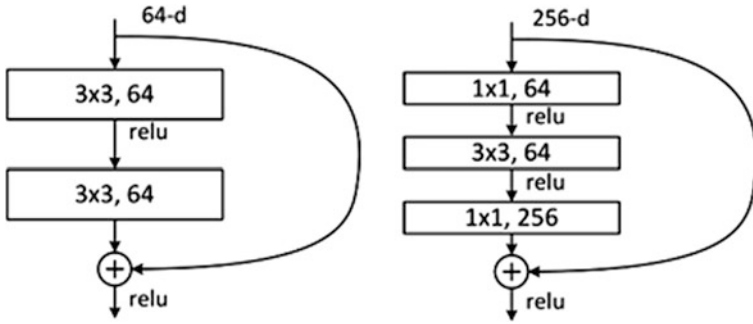 64-d
3x3, 64
relu
3x3, 64
relu
256-d
1x1, 64
relu
3x3, 64
relu
1x1, 256
relu